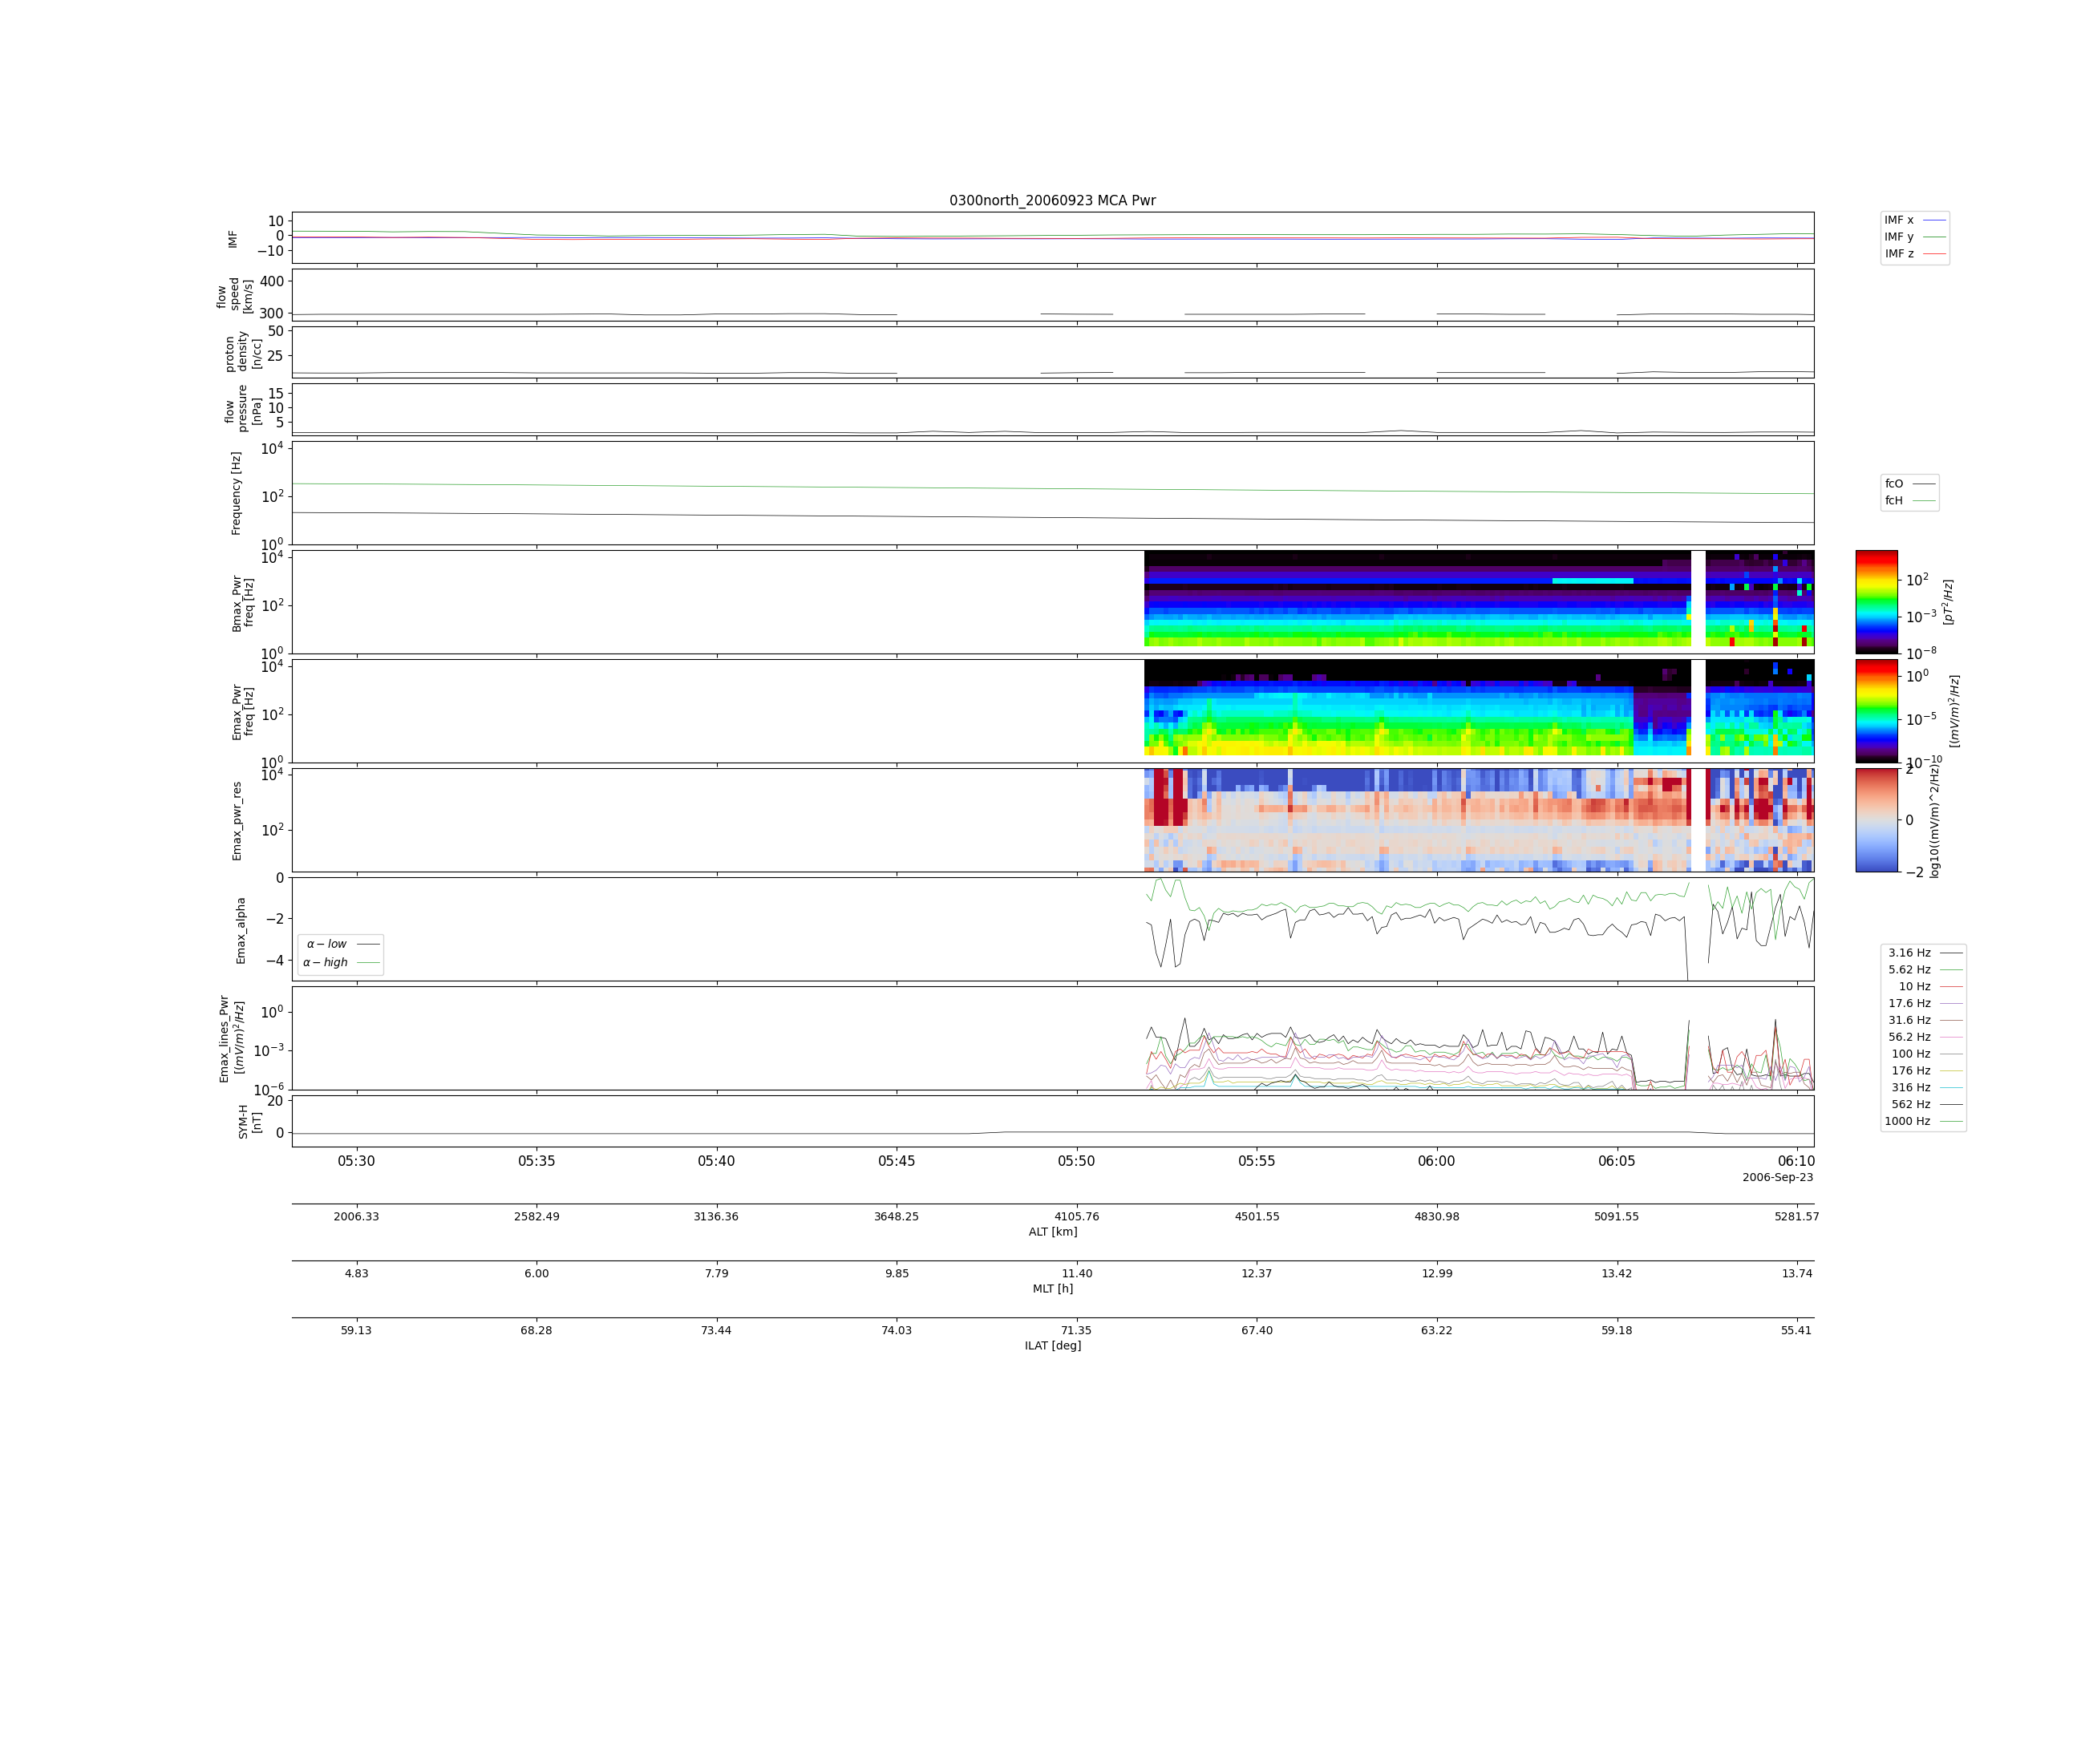 0300north_20060923 MCA Pwr
10
0
−10
IMF
IMF x
IMF y
IMF z
400
300
flow
speed
[km/s]
50
25
proton
density
[n/cc]
15
10
5
flow
pressure
[nPa]
10^4
10^2
10^0
Frequency [Hz]
fcO
fcH
10^4
10^2
10^0
Bmax_Pwr
freq [Hz]
10^2
10^−3
10^−8
[pT^2/Hz]
10^4
10^2
10^0
Emax_Pwr
freq [Hz]
10^0
10^−5
10^−10
[(mV/m)^2/Hz]
10^4
10^2
Emax_pwr_res
2
0
−2
log10((mV/m)^2/Hz)
0
−2
−4
Emax_alpha
α − low
α − high
10^0
10^−3
10^−6
Emax_lines_Pwr
[(mV/m)^2/Hz]
3.16 Hz
5.62 Hz
10 Hz
17.6 Hz
31.6 Hz
56.2 Hz
100 Hz
176 Hz
316 Hz
562 Hz
1000 Hz
20
0
SYM-H
[nT]
05:30 05:35 05:40 05:45 05:50 05:55 06:00 06:05 06:10
2006-Sep-23
2006.33 2582.49 3136.36 3648.25 4105.76 4501.55 4830.98 5091.55 5281.57
ALT [km]
4.83 6.00 7.79 9.85 11.40 12.37 12.99 13.42 13.74
MLT [h]
59.13 68.28 73.44 74.03 71.35 67.40 63.22 59.18 55.41
ILAT [deg]